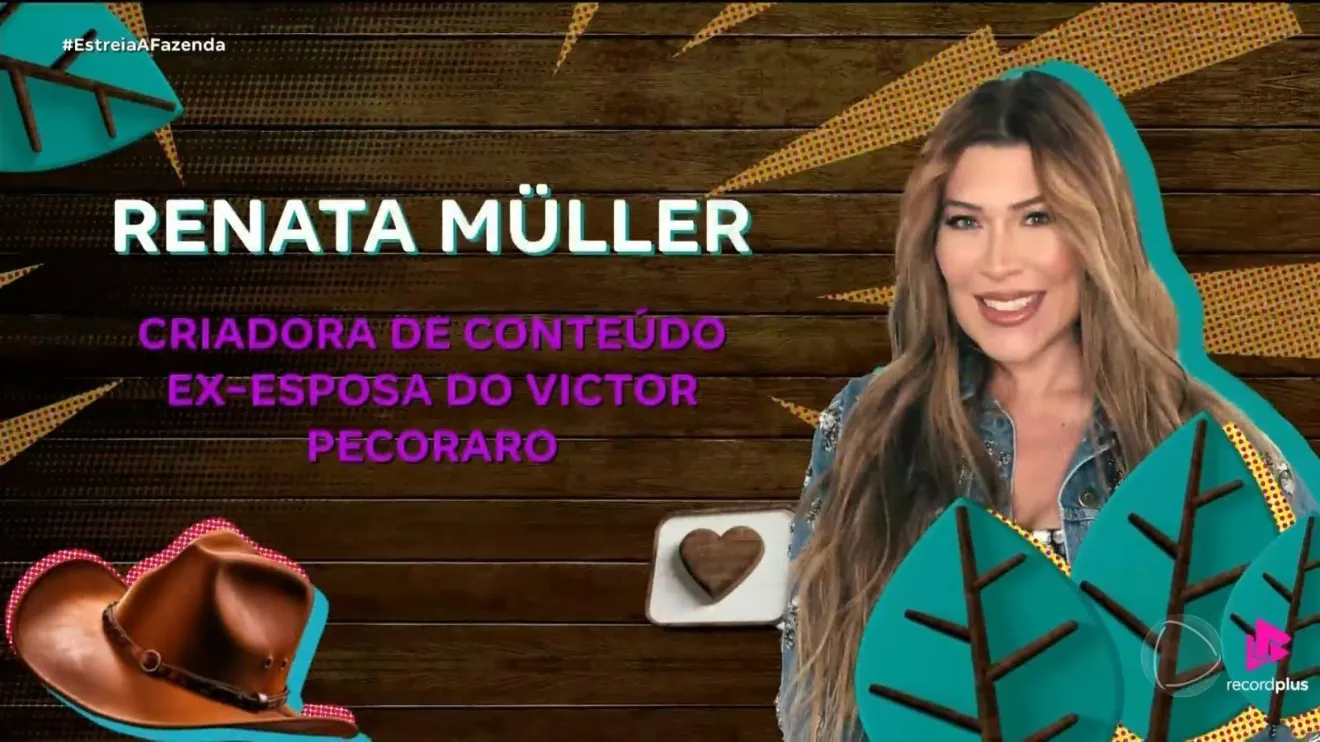 #EstreiaAFazenda
RENATA MÜLLER
CRIADORA DE CONTEÚDO
EX-ESPOSA DO VICTOR
PECORARO
recordplus